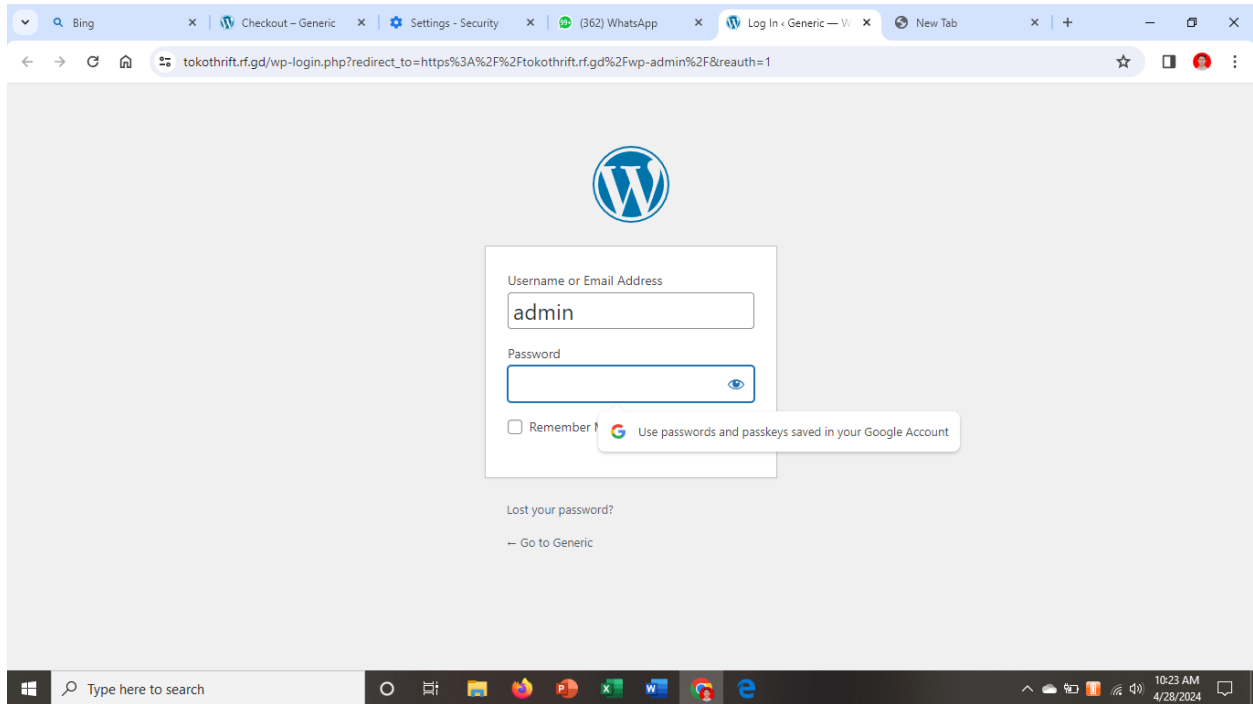 Bing
Checkout – Generic
Settings - Security
(362) WhatsApp
Log In ‹ Generic —
New Tab
tokothrift.rf.gd/wp-login.php?redirect_to=https%3A%2F%2Ftokothrift.rf.gd%2Fwp-admin%2F&reauth=1
Username or Email Address
admin
Password
Remember
Use passwords and passkeys saved in your Google Account
Lost your password?
← Go to Generic
Type here to search
10:23 AM
4/28/2024